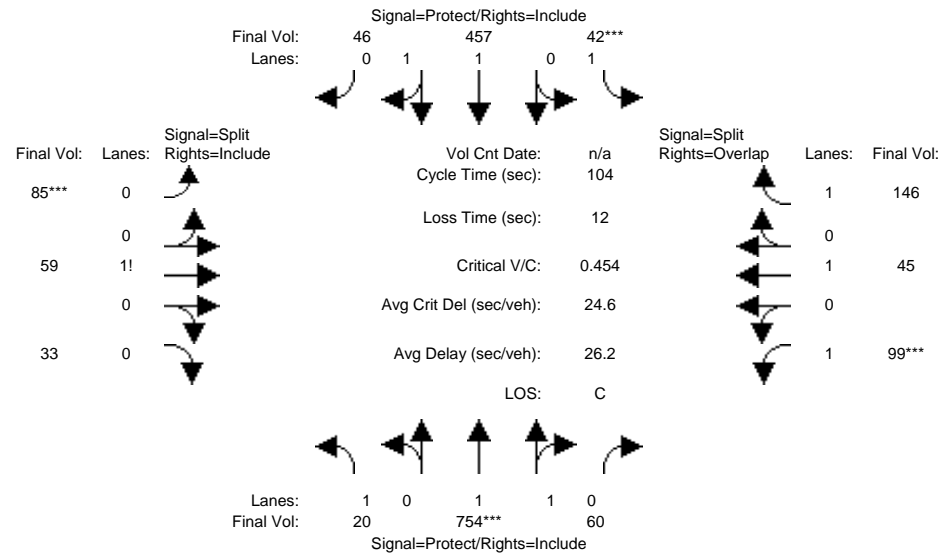 Signal=Protect/Rights=Include
Final Vol: 46 457 42***
Lanes: 0 1 1 0 1
Signal=Split Signal=Split
Final Vol: Lanes: Rights=Include Vol Cnt Date: n/a Rights=Overlap Lanes: Final Vol:
Cycle Time (sec): 104
85*** 0 1 146
Loss Time (sec): 12
0 0
59 1! Critical V/C: 0.454 1 45
0 Avg Crit Del (sec/veh): 24.6 0
33 0 Avg Delay (sec/veh): 26.2 1 99***
LOS: C
Lanes: 1 0 1 1 0
Final Vol: 20 754*** 60
Signal=Protect/Rights=Include